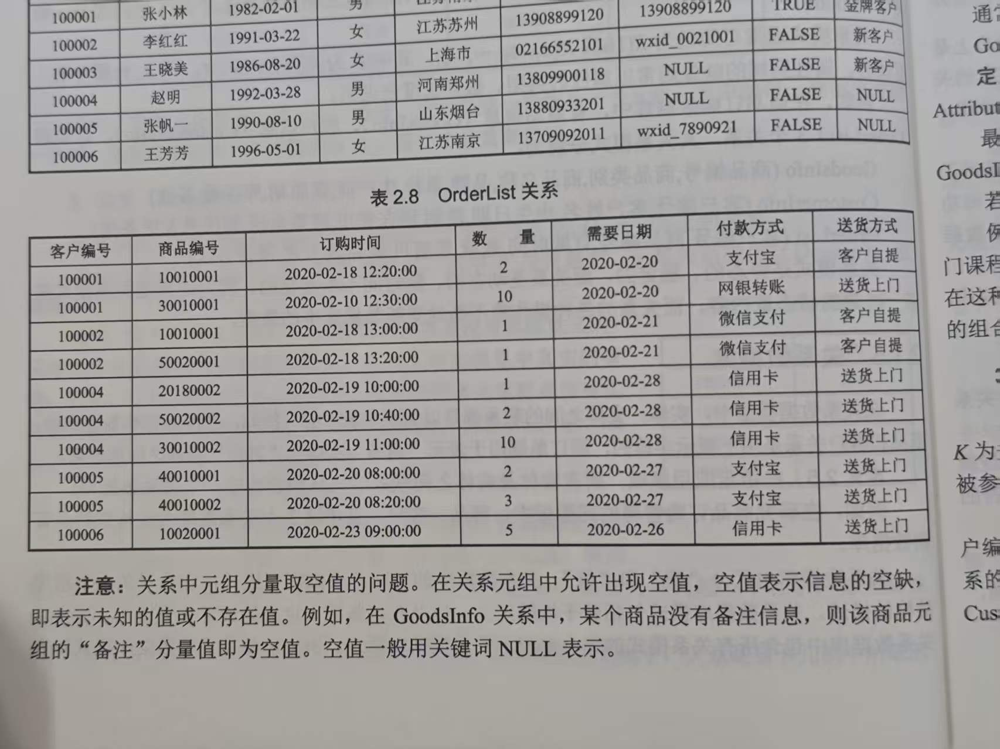 100001 张小林 1982-02-01 男
100002 李红红 1991-03-22 女 江苏苏州 13908899120 13908899120 TRUE 金牌客户
100003 王晓美 1986-08-20 女 上海市 02166552101 wxid_0021001 FALSE 新客户
100004 赵明 1992-03-28 男 河南郑州 13809900118 NULL FALSE 新客户
100005 张帆一 1990-08-10 男 山东烟台 13880933201 NULL FALSE NULL
100006 王芳芳 1996-05-01 女 江苏南京 13709092011 wxid_7890921 FALSE NULL
表 2.8 OrderList 关系
客户编号 商品编号 订购时间 数 量 需要日期 付款方式 送货方式
100001 10010001 2020-02-18 12:20:00 2 2020-02-20 支付宝 客户自提
100001 30010001 2020-02-10 12:30:00 10 2020-02-20 网银转账 送货上门
100002 10010001 2020-02-18 13:00:00 1 2020-02-21 微信支付 客户自提
100002 50020001 2020-02-18 13:20:00 1 2020-02-21 微信支付 客户自提
100004 20180002 2020-02-19 10:00:00 1 2020-02-28 信用卡 送货上门
100004 50020002 2020-02-19 10:40:00 2 2020-02-28 信用卡 送货上门
100004 30010002 2020-02-19 11:00:00 10 2020-02-28 信用卡 送货上门
100005 40010001 2020-02-20 08:00:00 2 2020-02-27 支付宝 送货上门
100005 40010002 2020-02-20 08:20:00 3 2020-02-27 支付宝 送货上门
100006 10020001 2020-02-23 09:00:00 5 2020-02-26 信用卡 送货上门
注意：关系中元组分量取空值的问题。在关系元组中允许出现空值，空值表示信息的空缺，
即表示未知的值或不存在值。例如，在 GoodsInfo 关系中，某个商品没有备注信息，则该商品元
组的“备注”分量值即为空值。空值一般用关键词 NULL 表示。
通常
Go
定
Attribut
最
GoodsI
若
例
门课程
在这种
的组合
K 为主
被参
户编
系的
Cus